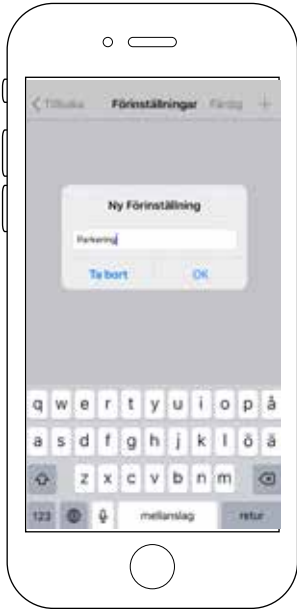 Tillbaka Förinställningar Färdig +
Ny Förinställning
Parkering
Ta bort OK
q w e r t y u i o p å
a s d f g h j k l ö ä
z x c v b n m
123 mellanslag retur